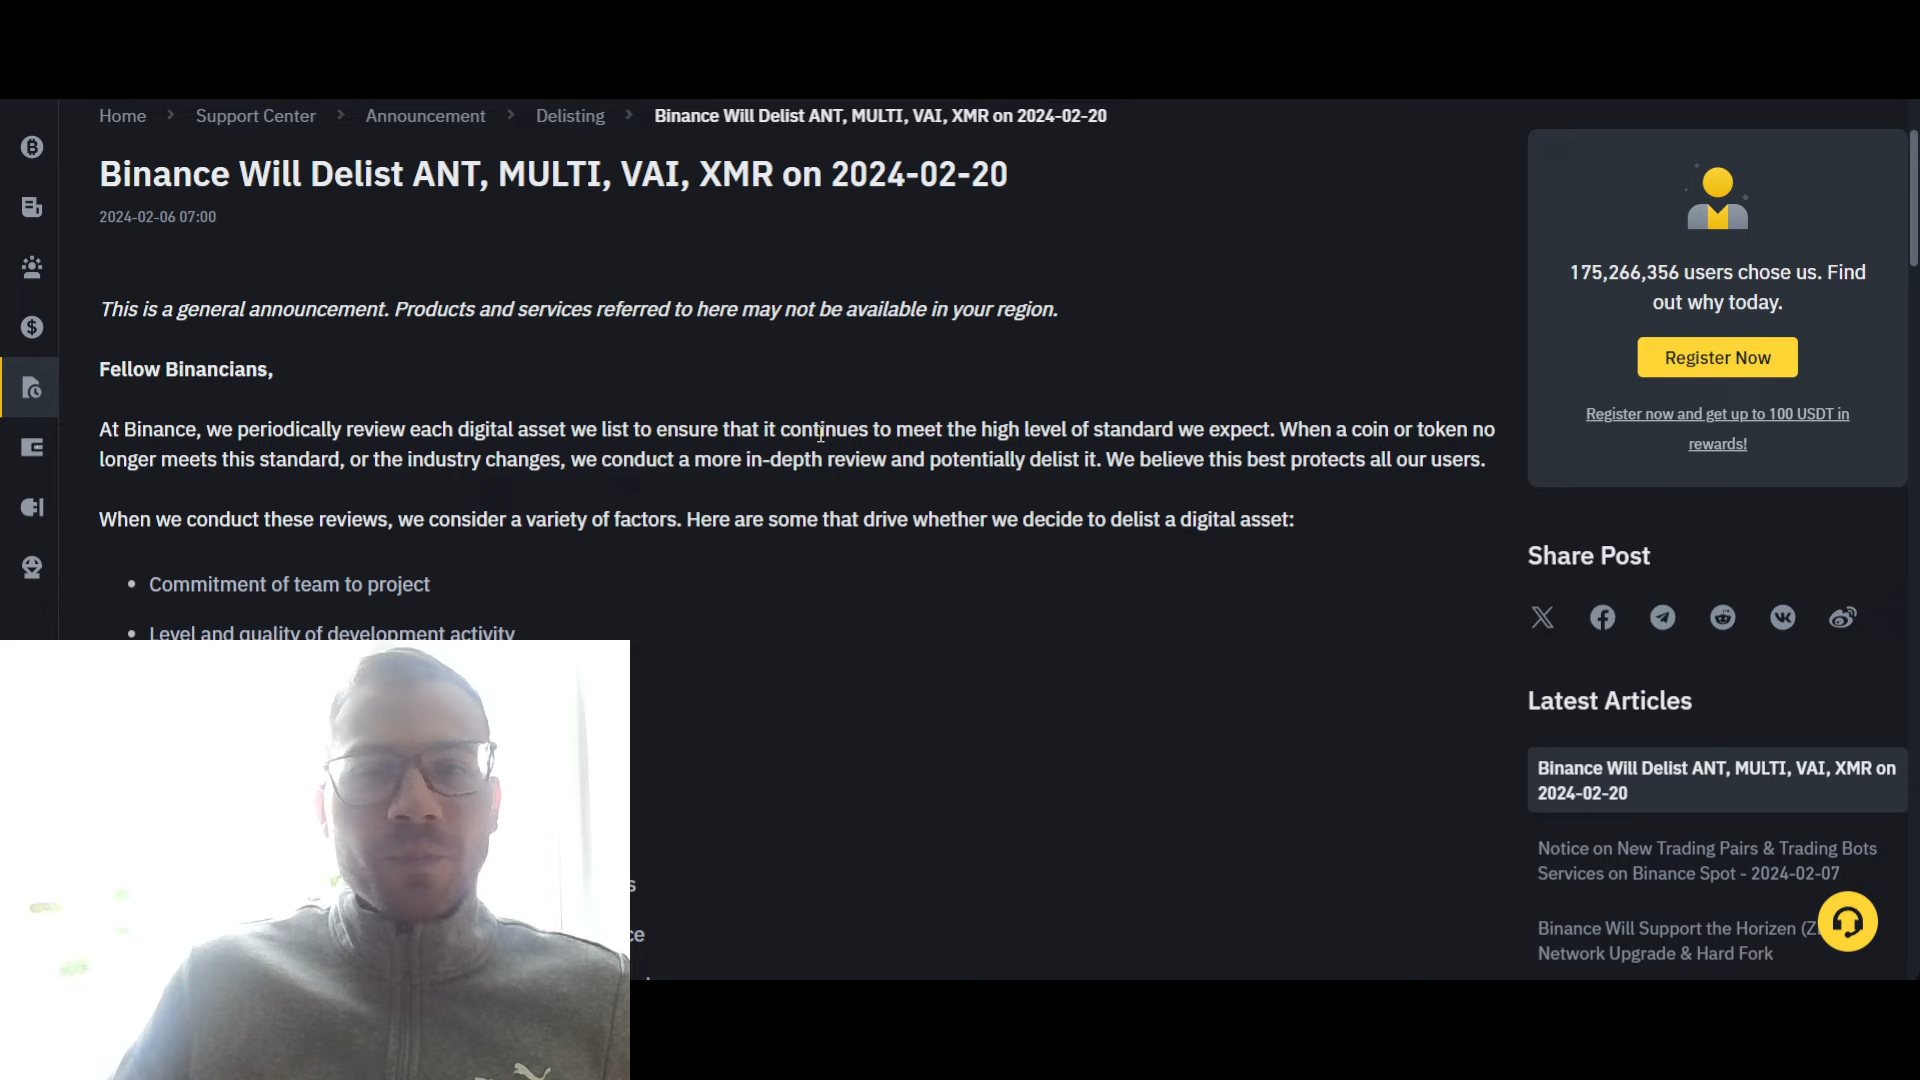 Home > Support Center > Announcement > Delisting > Binance Will Delist ANT, MULTI, VAI, XMR on 2024-02-20
Binance Will Delist ANT, MULTI, VAI, XMR on 2024-02-20
2024-02-06 07:00
This is a general announcement. Products and services referred to here may not be available in your region.
Fellow Binancians,
At Binance, we periodically review each digital asset we list to ensure that it continues to meet the high level of standard we expect. When a coin or token no
longer meets this standard, or the industry changes, we conduct a more in-depth review and potentially delist it. We believe this best protects all our users.
When we conduct these reviews, we consider a variety of factors. Here are some that drive whether we decide to delist a digital asset:
• Commitment of team to project
• Level and quality of development activity
175,266,356 users chose us. Find
out why today.
Register Now
Register now and get up to 100 USDT in
rewards!
Share Post
Latest Articles
Binance Will Delist ANT, MULTI, VAI, XMR on
2024-02-20
Notice on New Trading Pairs & Trading Bots
Services on Binance Spot - 2024-02-07
Binance Will Support the Horizen
Network Upgrade & Hard Fork